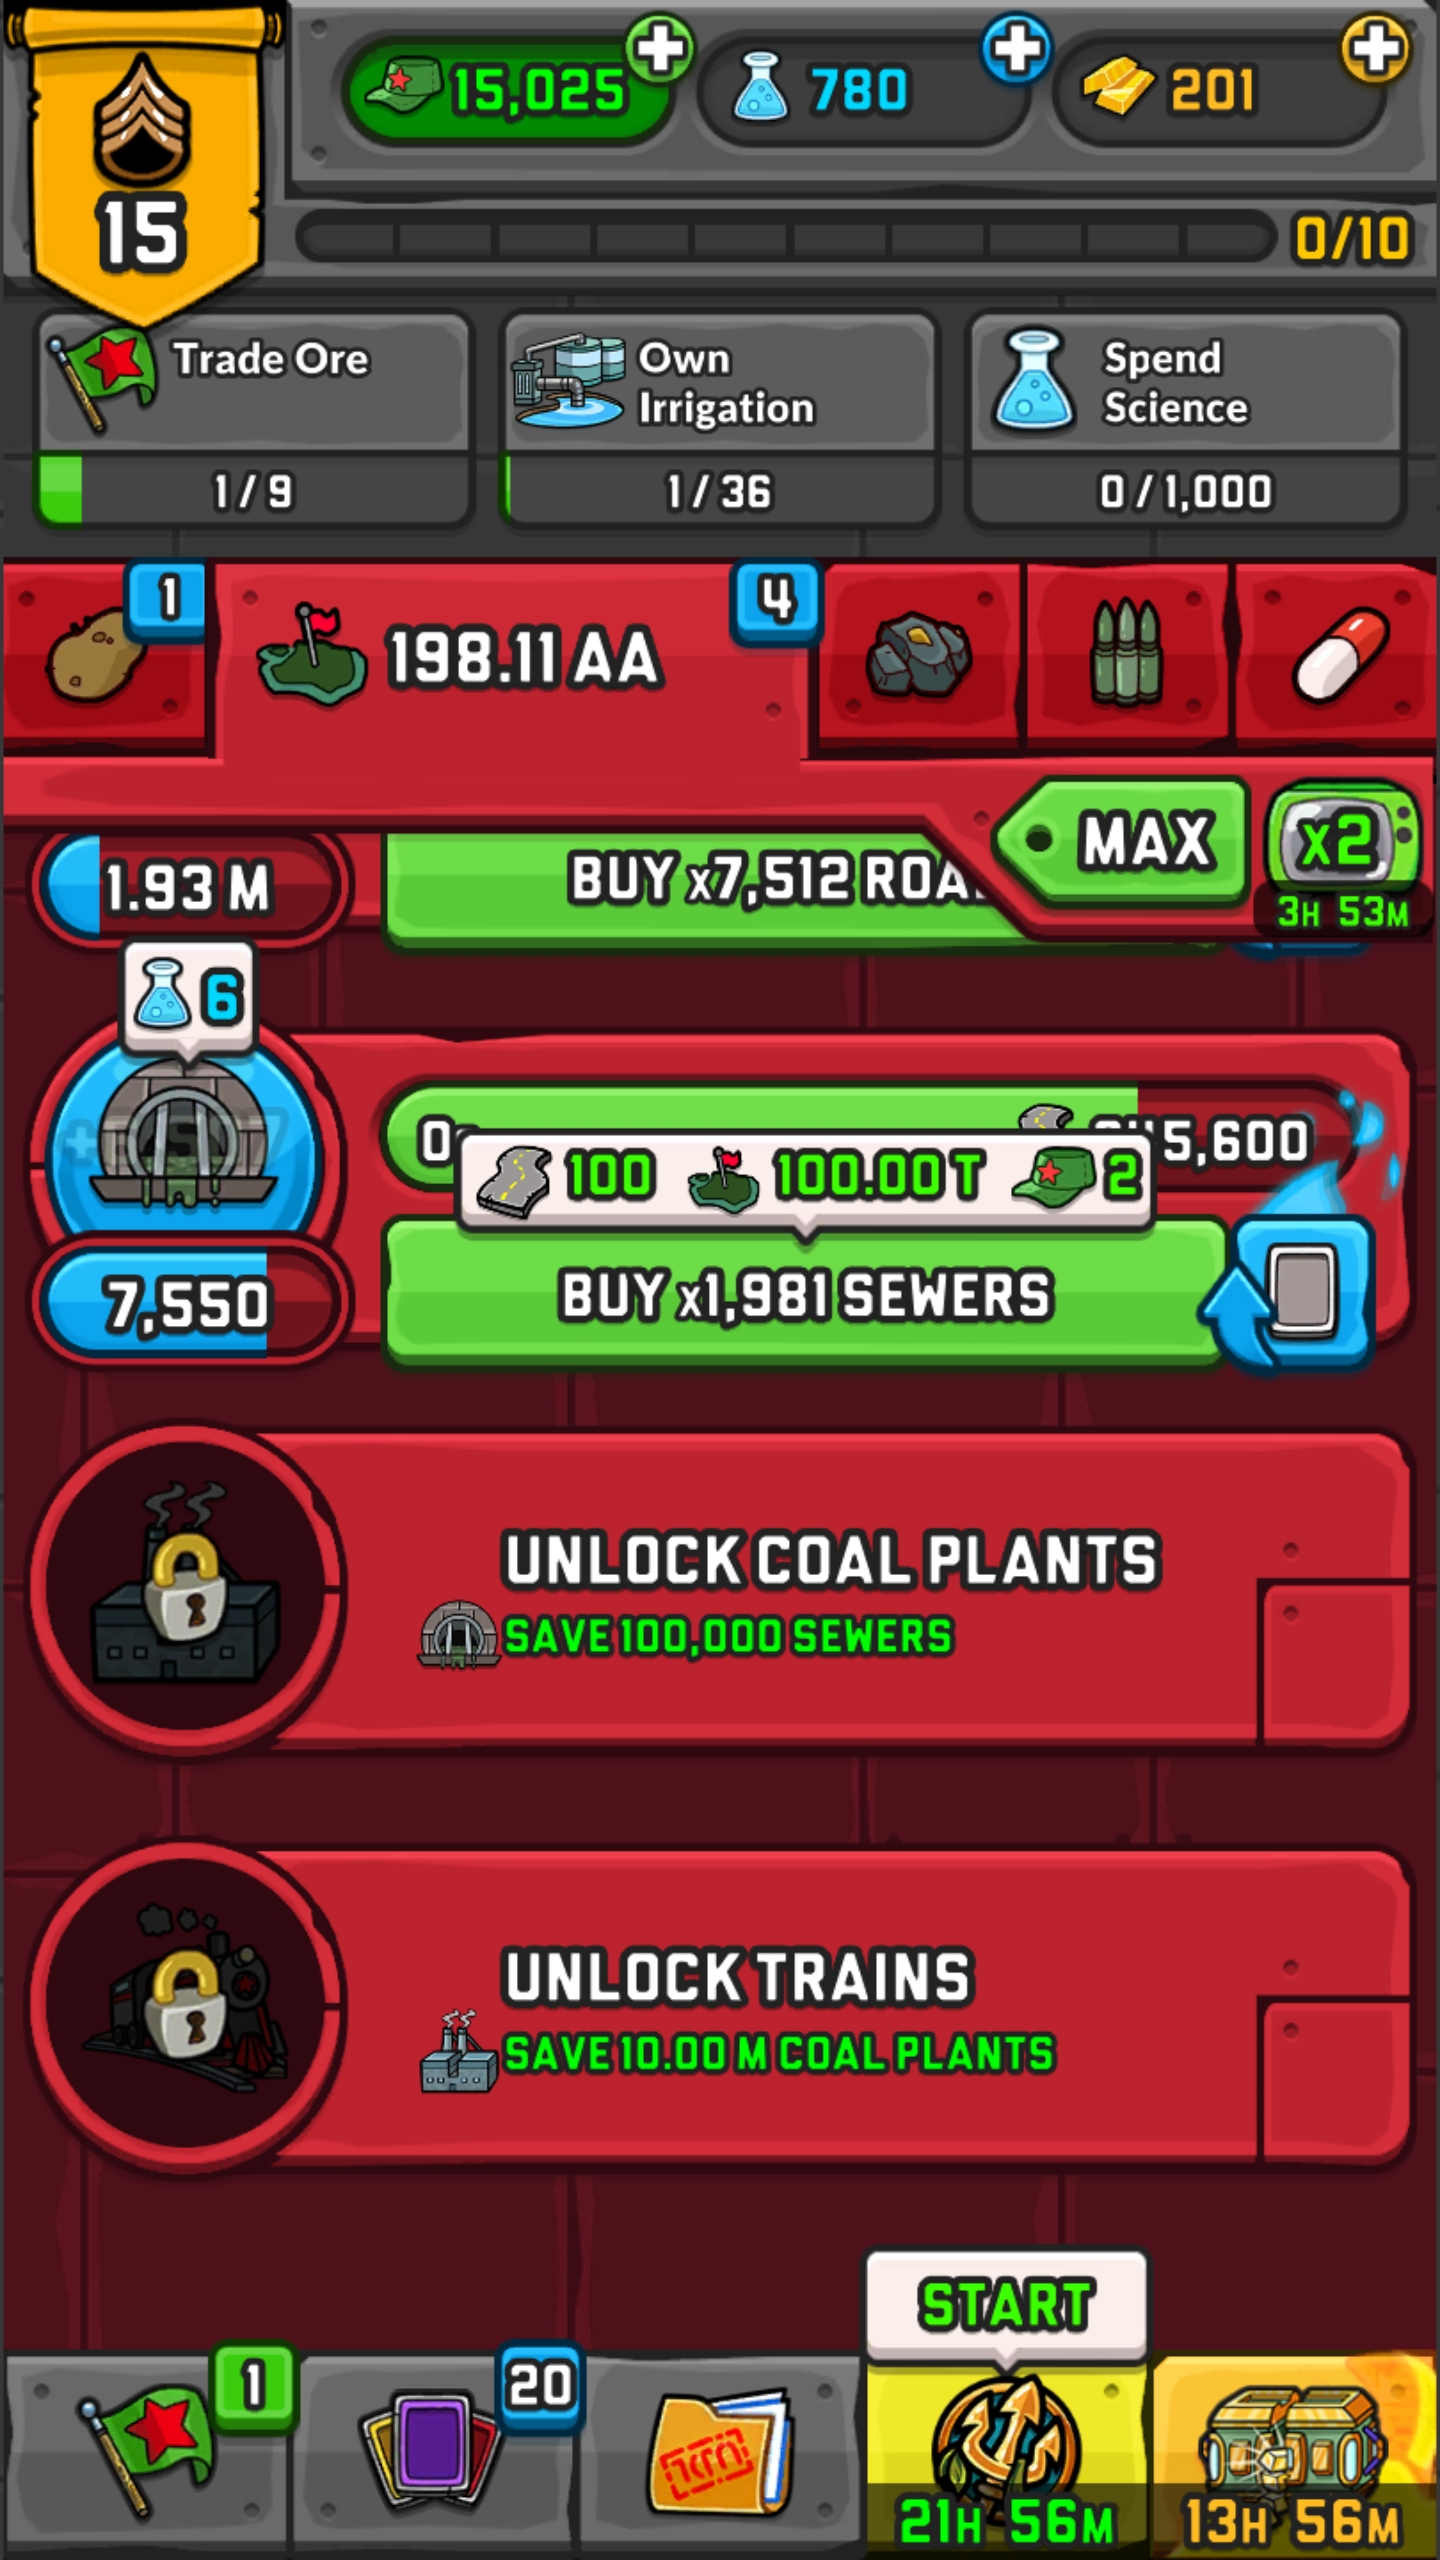 15,025
780
201
15
0/10
Trade Ore
1 / 9
Own
Irrigation
1 / 36
Spend
Science
0 / 1,000
1
198.11 AA
4
MAX
x2
3H 53M
1.93 M
BUY x7,512
6
5,600
100
100.00 T
2
7,550
BUY x1,981 SEWERS
UNLOCK COAL PLANTS
SAVE 100,000 SEWERS
UNLOCK TRAINS
SAVE 10.00 M COAL PLANTS
START
1
20
21H 56M
13H 56M